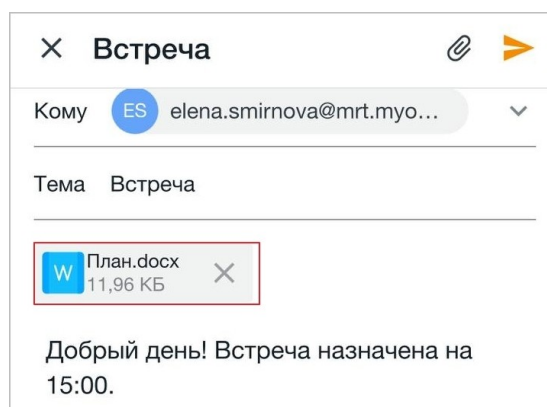 Встреча
Кому ES elena.smirnova@mrt.myo...
Тема Встреча
W План.docx
11,96 КБ
Добрый день! Встреча назначена на
15:00.